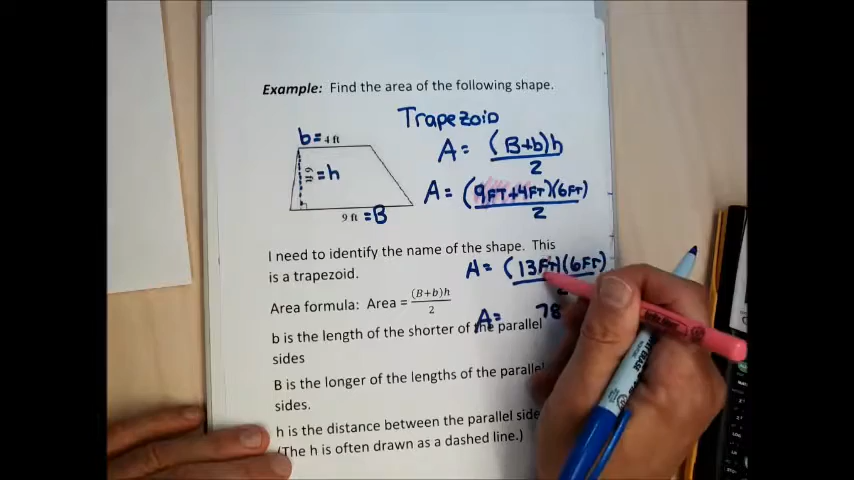 Example: Find the area of the following shape.
Trapezoid
b = 4 ft
A = (B+b)h
2
6 ft = h
A = (9FT+4FT)(6FT)
2
9 ft = B
I need to identify the name of the shape. This
is a trapezoid.
A = (13FT)(6FT)
Area formula: Area = (B+b)h
2
A = 78
b is the length of the shorter of the parallel
sides
B is the longer of the lengths of the parallel
sides.
h is the distance between the parallel side
(The h is often drawn as a dashed line.)